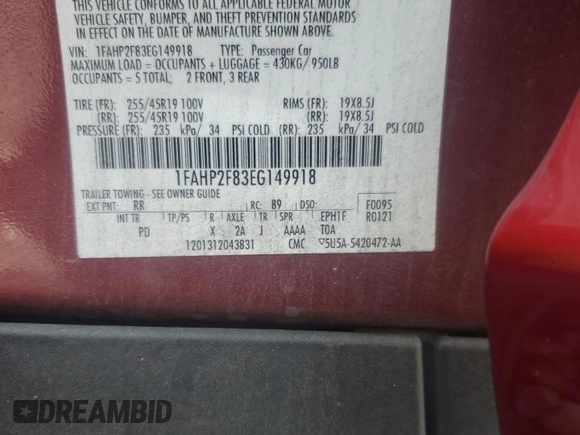 THIS VEHICLE CONFORMS TO ALL APPLICABLE FEDERAL MOTOR
VEHICLE SAFETY, BUMPER, AND THEFT PREVENTION STANDARDS
IN EFFECT ON THE DATE OF MANUFACTURE SHOWN ABOVE.
VIN: 1FAHP2F83EG149918 TYPE: Passenger Car
MAXIMUM LOAD = OCCUPANTS + LUGGAGE = 430KG/ 950LB
OCCUPANTS = 5 TOTAL; 2 FRONT, 3 REAR
TIRE (FR): 255/45R19 100V RIMS (FR): 19X8.5J
(RR): 255/45R19 100V (RR): 19X8.5J
PRESSURE (FR): 235 kPa/ 34 PSI COLD (RR): 235 kPa/ 34 PSI COLD
1FAHP2F83EG149918
TRAILER TOWING - SEE OWNER GUIDE
EXT PNT: RR RC: 89 DSO: F0095
INT TR TP/PS R AXLE TR SPR EPH1F R0121
PD X 2A J AAAA TOA
1201312043831 CMC ▽5U5A-5420472-AA
DREAMBID